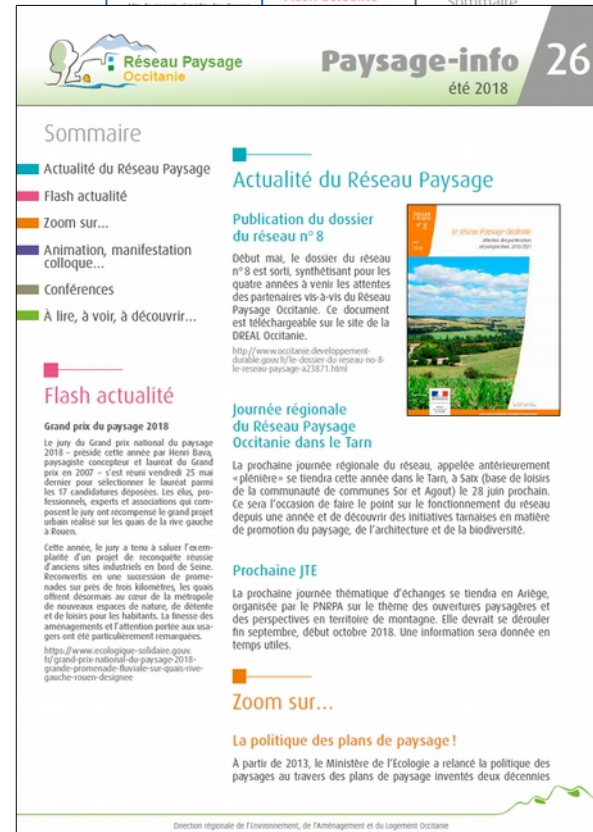 Sommaire
Réseau Paysage
Occitanie
Paysage-info
26
été 2018
Sommaire
Actualité du Réseau Paysage
Flash actualité
Zoom sur...
Animation, manifestation
colloque...
Conférences
À lire, à voir, à découvrir...
Flash actualité
Grand prix du paysage 2018
Le jury du Grand prix national du paysage
2018 – présidé cette année par Henri Bava,
paysagiste concepteur et lauréat du Grand
prix en 2007 – s'est réuni vendredi 25 mai
dernier pour sélectionner le lauréat parmi
les 17 candidatures déposées. Les élus, pro-
fessionnels, experts et associations qui com-
posent le jury ont récompensé le grand projet
urbain réalisé sur les quais de la rive gauche
à Rouen.
Cette année, le jury a tenu à saluer l'exem-
plarité d'un projet de reconquête réussie
d'anciens sites industriels en bord de Seine.
Reconvertis en une succession de prome-
nades sur près de trois kilomètres, les quais
offrent désormais au cœur de la métropole
de nouveaux espaces de nature, de détente
et de loisirs pour les habitants. La finesse des
aménagements et l'attention portée aux usa-
gers ont été particulièrement remarquées.
https://www.ecologique-solidaire.gouv.
fr/grand-prix-national-du-paysage-2018-
grande-promenade-fluviale-sur-quais-rive-
gauche-rouen-designee
Actualité du Réseau Paysage
Publication du dossier
du réseau n° 8
Début mai, le dossier du réseau
n° 8 est sorti, synthétisant pour les
quatre années à venir les attentes
des partenaires vis-à-vis du Réseau
Paysage Occitanie. Ce document
est téléchargeable sur le site de la
DREAL Occitanie.
http://www.occitanie.developpement-
durable.gouv.fr/le-dossier-du-reseau-no-8-
le-reseau-paysage-a23871.html
Le réseau Paysage Occitanie
attentes des partenaires
et perspectives 2018-2021
Journée régionale
du Réseau Paysage
Occitanie dans le Tarn
La prochaine journée régionale du réseau, appelée antérieurement
« plénière » se tiendra cette année dans le Tarn, à Saix (base de loisirs
de la communauté de communes Sor et Agout) le 28 juin prochain.
Ce sera l'occasion de faire le point sur le fonctionnement du réseau
depuis une année et de découvrir des initiatives tarnaises en matière
de promotion du paysage, de l'architecture et de la biodiversité.
Prochaine JTE
La prochaine journée thématique d'échanges se tiendra en Ariège,
organisée par le PNRPA sur le thème des ouvertures paysagères et
des perspectives en territoire de montagne. Elle devrait se dérouler
fin septembre, début octobre 2018. Une information sera donnée en
temps utiles.
Zoom sur...
La politique des plans de paysage !
À partir de 2013, le Ministère de l'Ecologie a relancé la politique des
paysages au travers des plans de paysage inventés deux décennies
Direction régionale de l'Environnement, de l'Aménagement et du Logement Occitanie